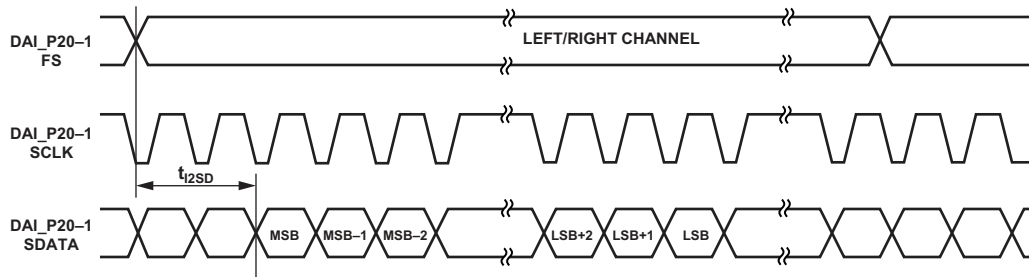 DAI_P20–1
FS
LEFT/RIGHT CHANNEL
DAI_P20–1
SCLK
tI2SD
DAI_P20–1
SDATA
MSB
MSB–1
MSB–2
LSB+2
LSB+1
LSB